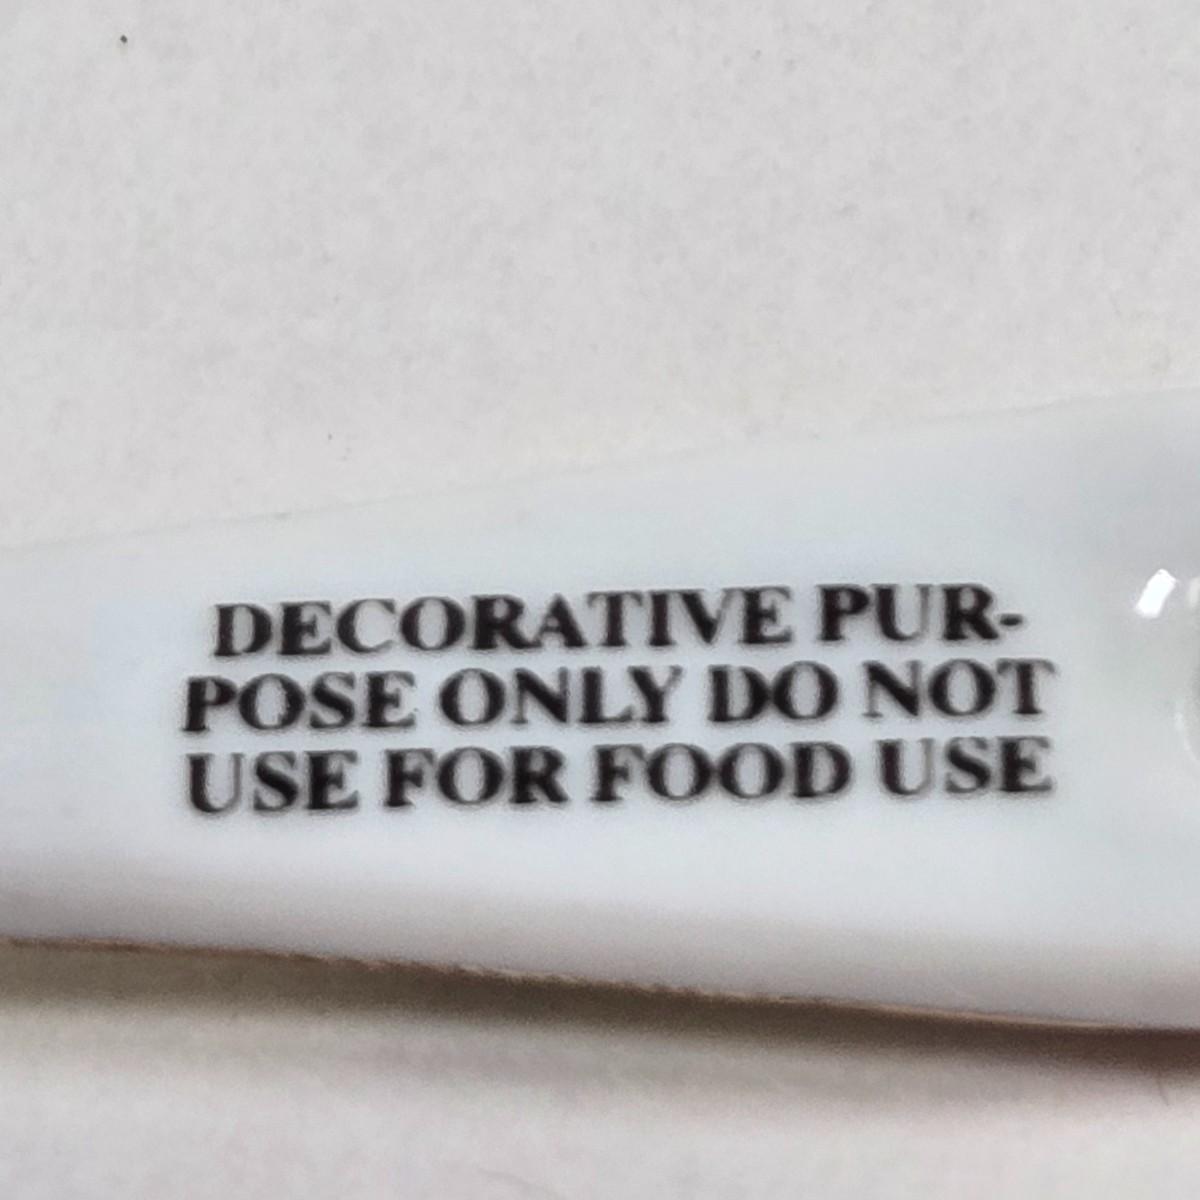 DECORATIVE PUR-
POSE ONLY DO NOT
USE FOR FOOD USE